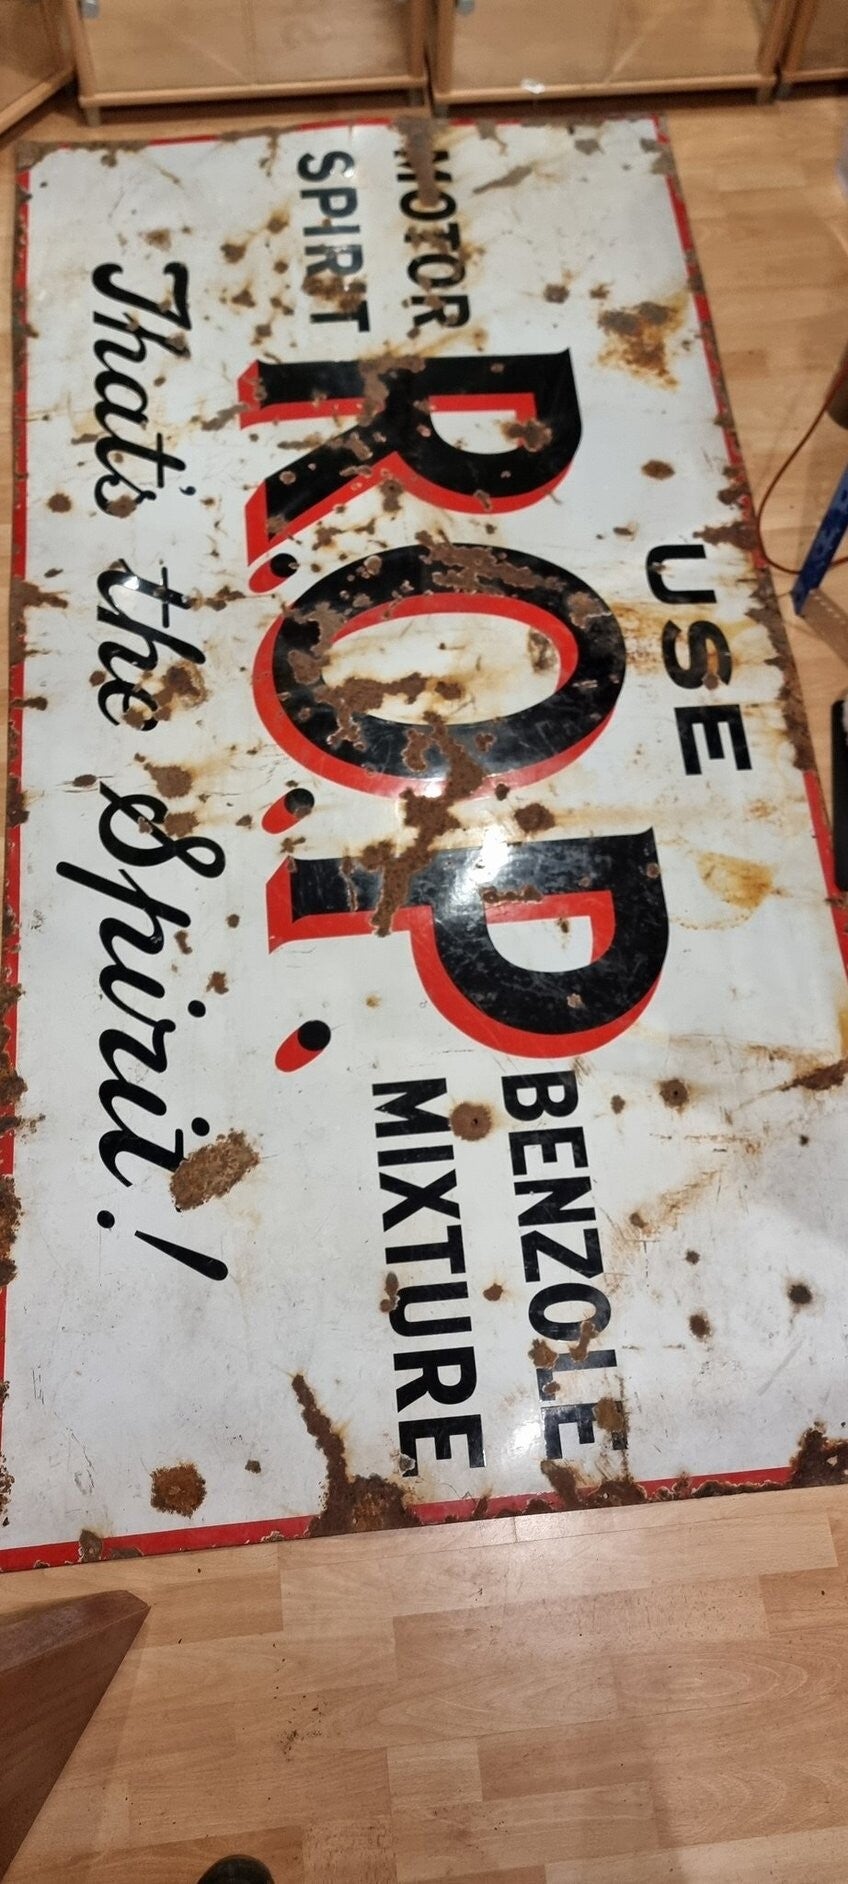 USE
MOTOR
SPIRIT
R.O.P.
BENZOLE
MIXTURE
That's the Spirit!